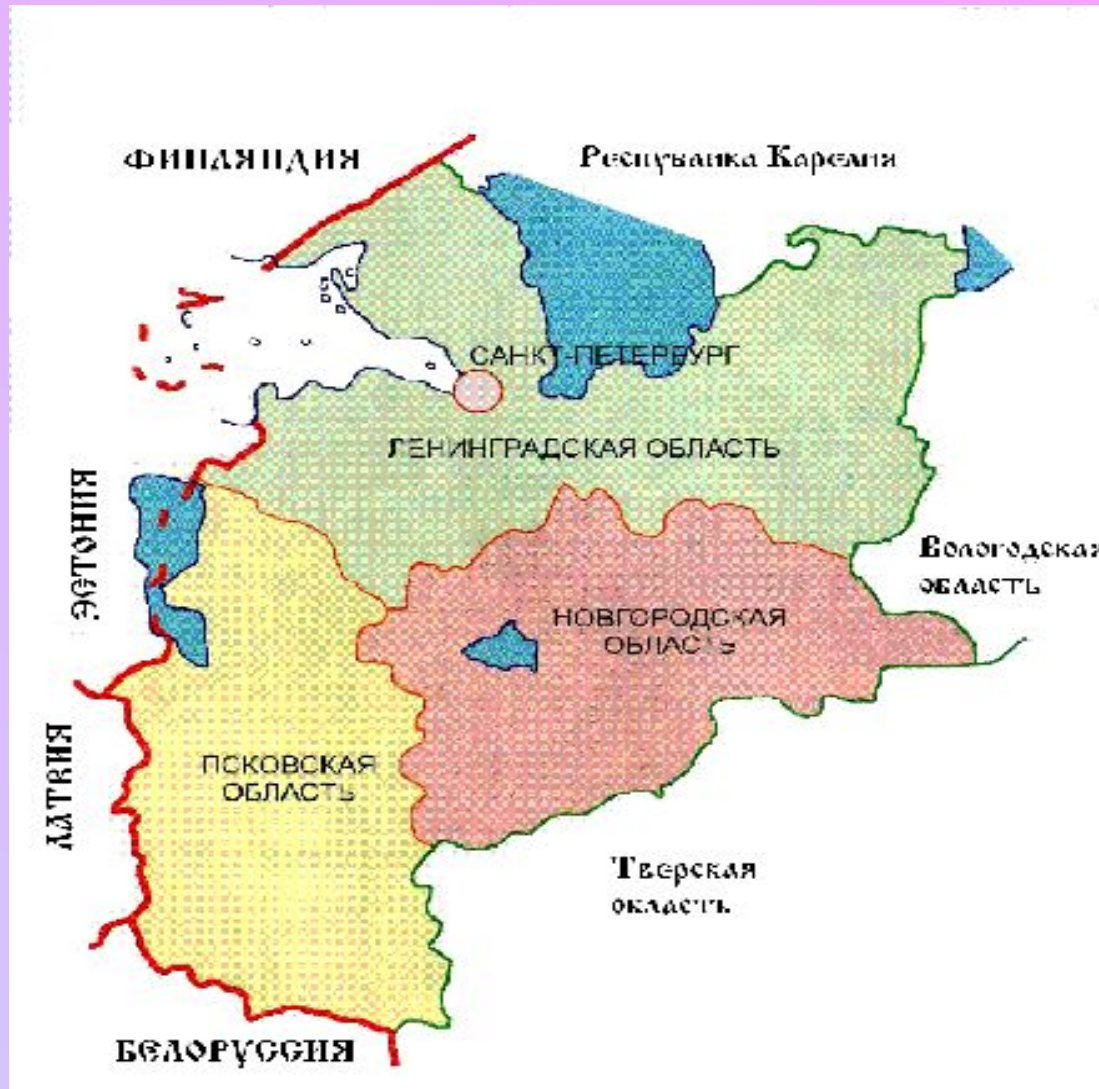 ФИНЛЯНДИЯ
Республика Карелия
САНКТ-ПЕТЕРБУРГ
ЛЕНИНГРАДСКАЯ ОБЛАСТЬ
ЭСТОНИЯ
Вологодская
область
НОВГОРОДСКАЯ
ОБЛАСТЬ
ЛАТВИЯ
ПСКОВСКАЯ
ОБЛАСТЬ
Тверская
область
БЕЛОРУССИЯ